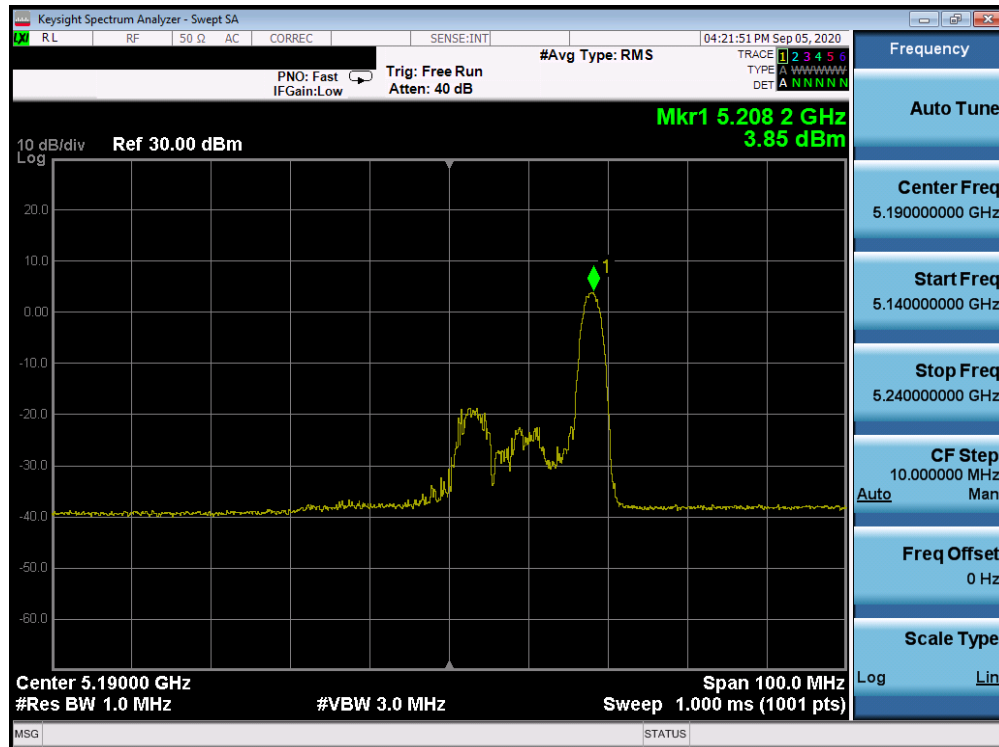 Keysight Spectrum Analyzer - Swept SA
LXI RL RF 50 Ω AC CORREC SENSE:INT 04:21:51 PM Sep 05, 2020
#Avg Type: RMS TRACE 1 2 3 4 5 6
PNO: Fast Trig: Free Run TYPE A WWWWW
IFGain:Low Atten: 40 dB DET A N N N N N
Mkr1 5.208 2 GHz
3.85 dBm
10 dB/div Ref 30.00 dBm
Log
20.0
10.0
0.00
-10.0
-20.0
-30.0
-40.0
-50.0
-60.0
1
Center 5.19000 GHz Span 100.0 MHz
#Res BW 1.0 MHz #VBW 3.0 MHz Sweep 1.000 ms (1001 pts)
MSG STATUS
Frequency
Auto Tune
Center Freq
5.190000000 GHz
Start Freq
5.140000000 GHz
Stop Freq
5.240000000 GHz
CF Step
10.000000 MHz
Auto Man
Freq Offset
0 Hz
Scale Type
Log Lin